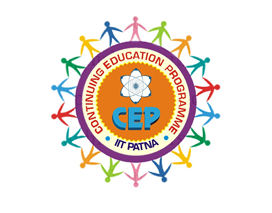 CONTINUING EDUCATION PROGRAMME
CEP
• IIT PATNA •